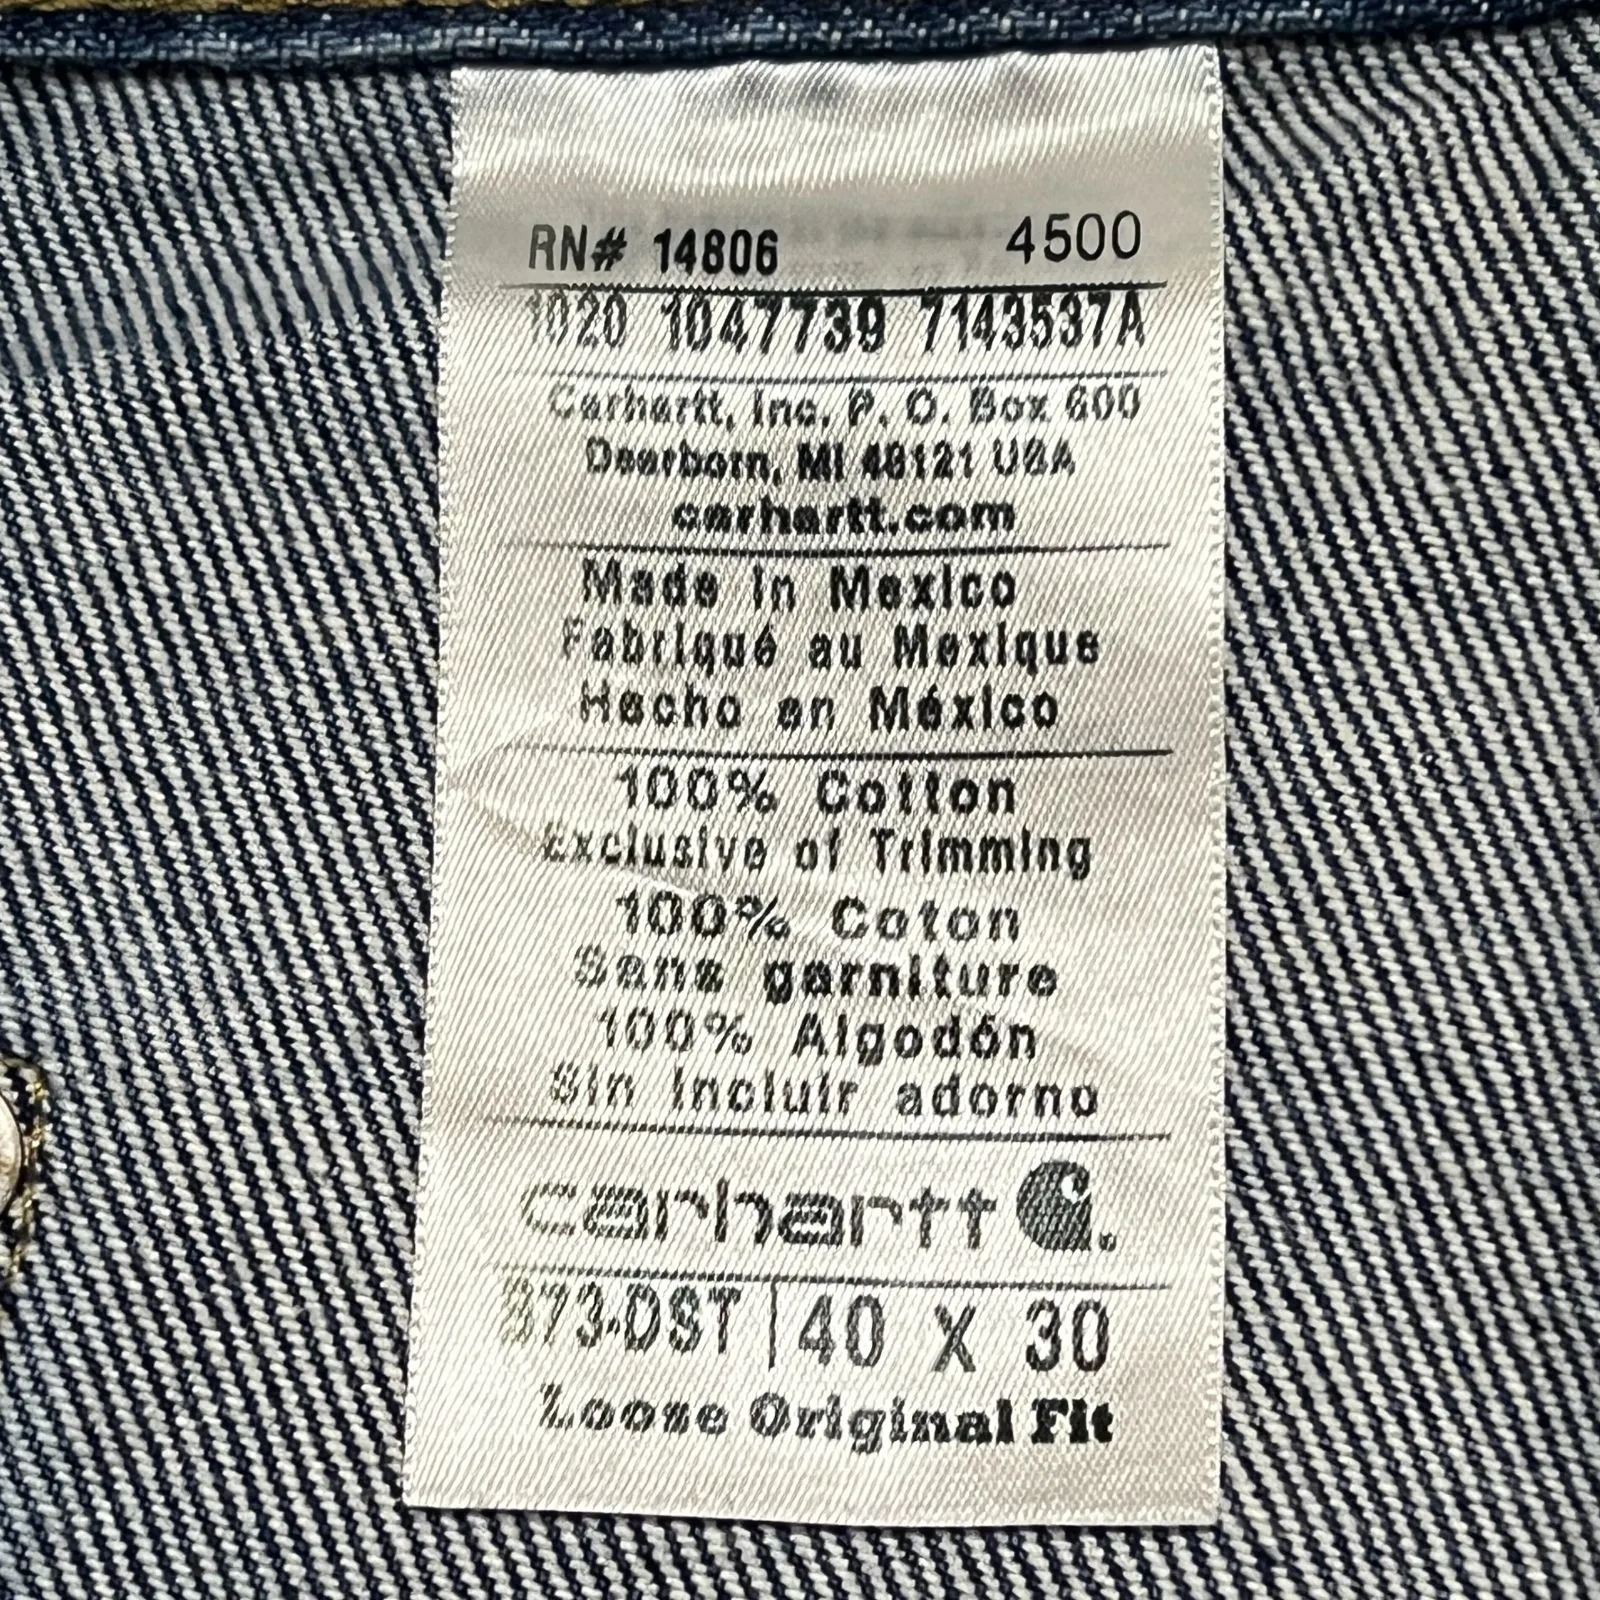 RN# 14806 4500
1020 1047739 7143537A
Carhartt, Inc. P. O. Box 600
Dearborn, MI 48121 USA
carhartt.com
Made in Mexico
Fabriqué au Mexique
Hecho en México
100% Cotton
Exclusive of Trimming
100% Coton
Sans garniture
100% Algodón
Sin incluir adorno
carhartt
B73-DST | 40 X 30
Loose Original Fit